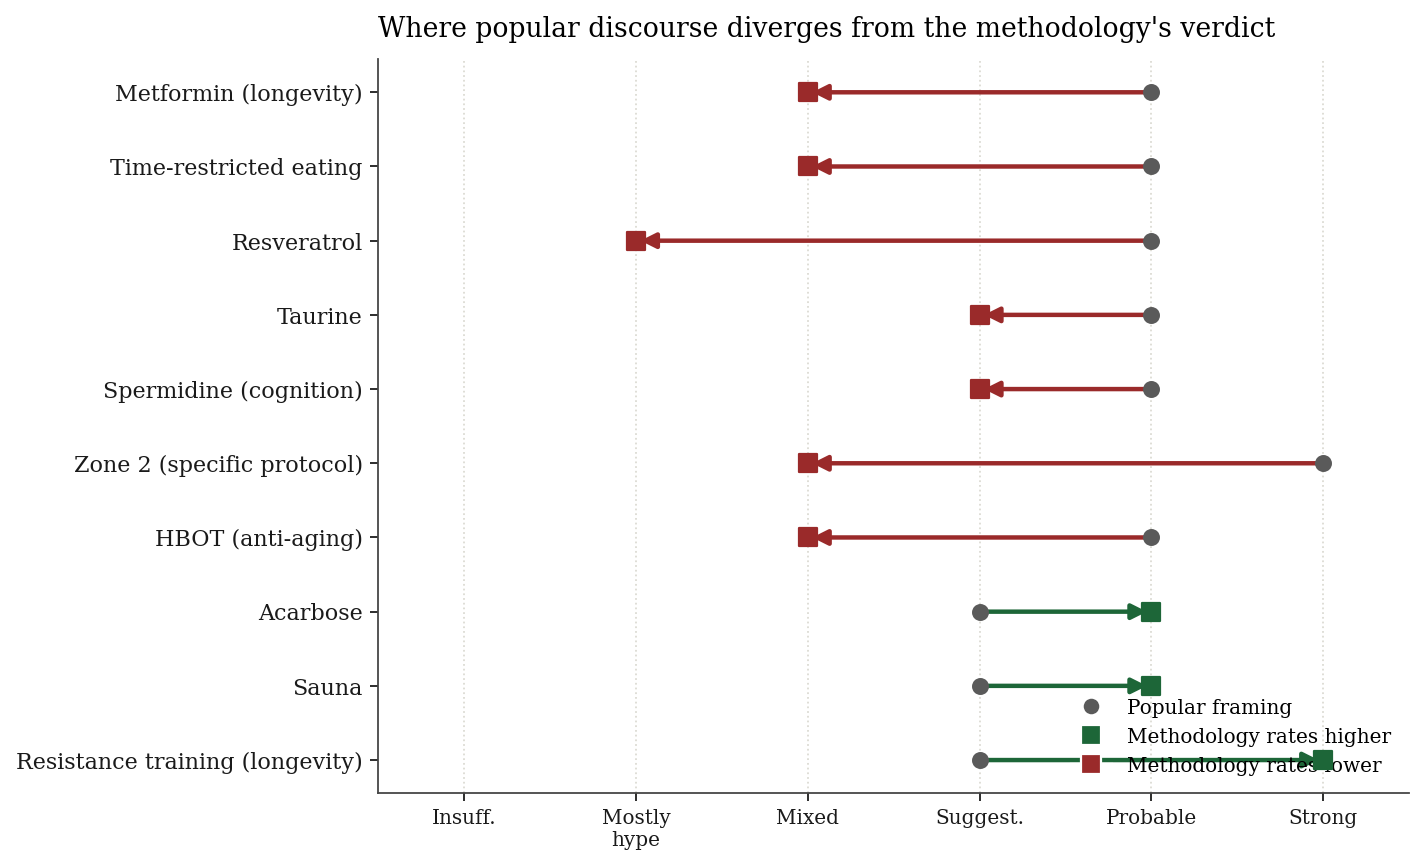 Where popular discourse diverges from the methodology's verdict
Metformin (longevity)
Time-restricted eating
Resveratrol
Taurine
Spermidine (cognition)
Zone 2 (specific protocol)
HBOT (anti-aging)
Acarbose
Sauna
Resistance training (longevity)
Popular framing
Methodology rates higher
Methodology rates lower
Insuff.
Mostly
hype
Mixed
Suggest.
Probable
Strong